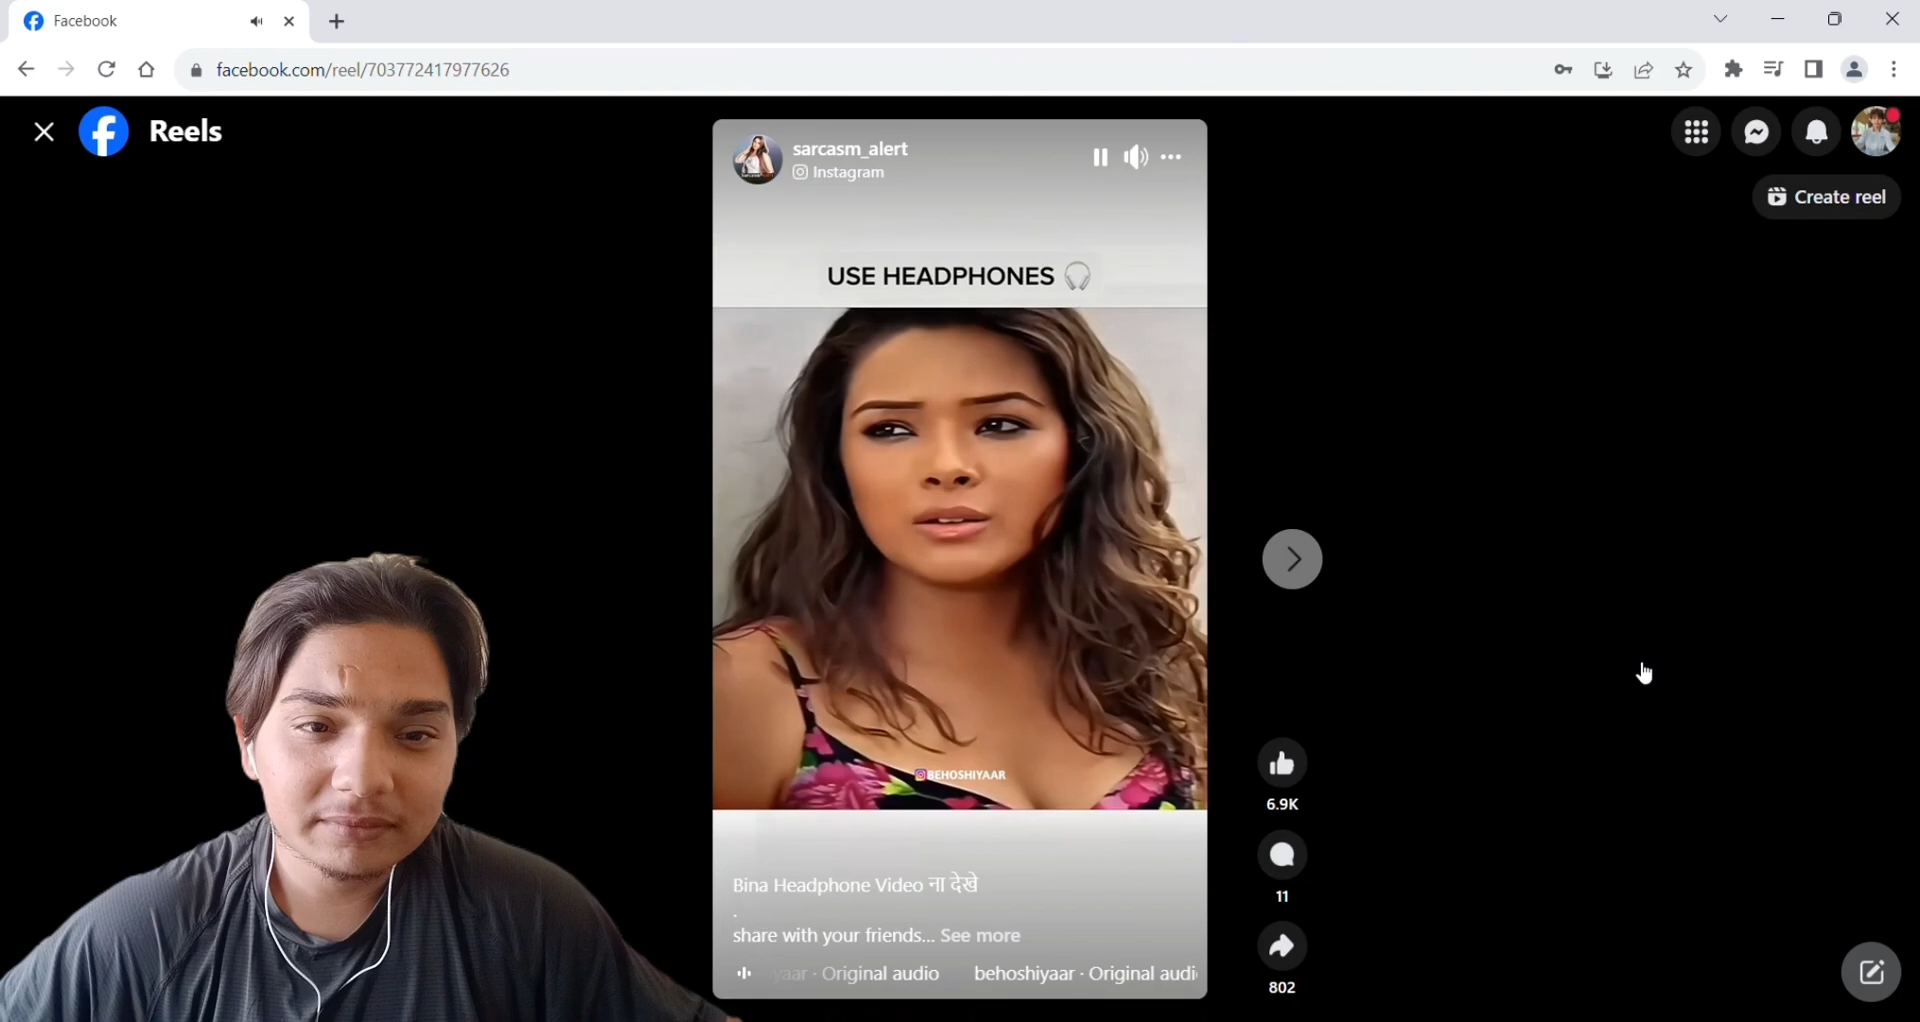 Facebook
facebook.com/reel/703772417977626
Reels
sarcasm_alert
Instagram
Create reel
USE HEADPHONES 🎧
BEHOSHIYAAR
6.9K
11
802
Bina Headphone Video ना देखे
.
share with your friends... See more
yaar · Original audio behoshiyaar · Original audi